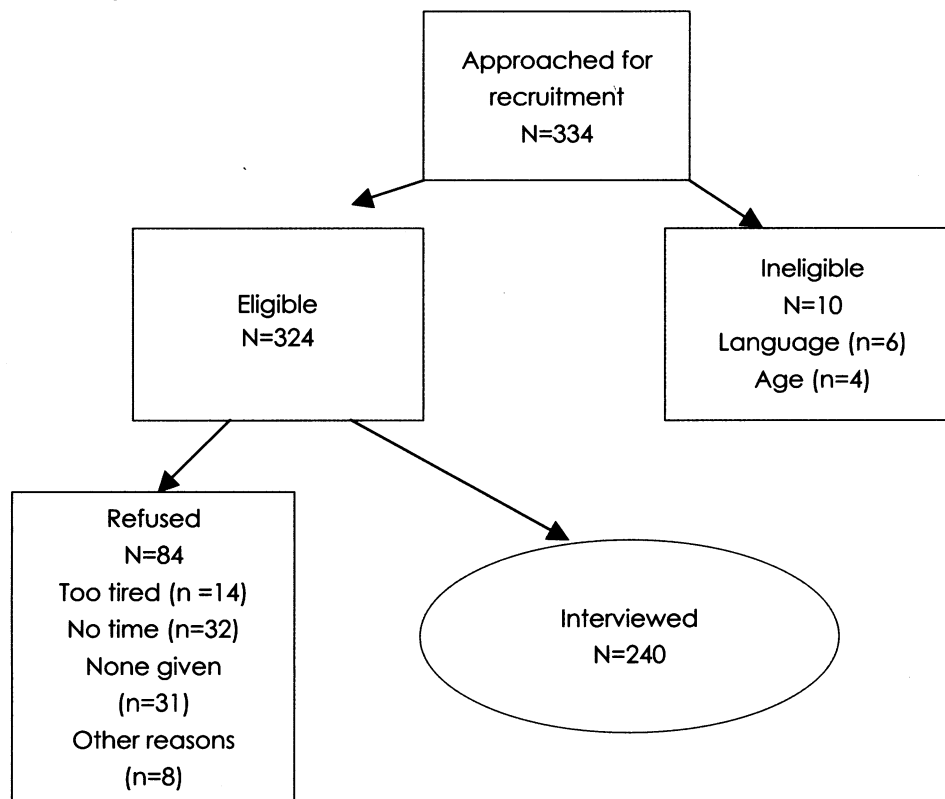 Approached for
recruitment
N=334
Eligible
N=324
Ineligible
N=10
Language (n=6)
Age (n=4)
Refused
N=84
Too tired (n =14)
No time (n=32)
None given
(n=31)
Other reasons
(n=8)
Interviewed
N=240